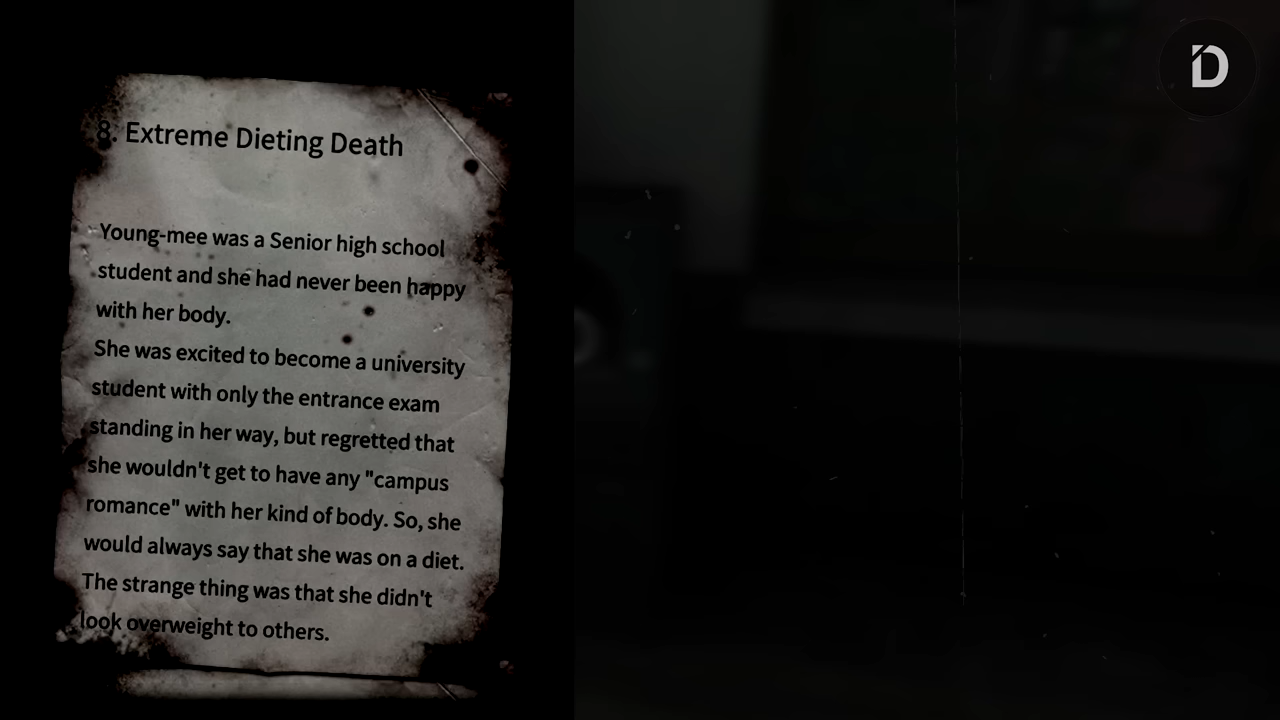 8. Extreme Dieting Death
Young-mee was a Senior high school
student and she had never been happy
with her body.
She was excited to become a university
student with only the entrance exam
standing in her way, but regretted that
she wouldn't get to have any "campus
romance" with her kind of body. So, she
would always say that she was on a diet.
The strange thing was that she didn't
look overweight to others.
D